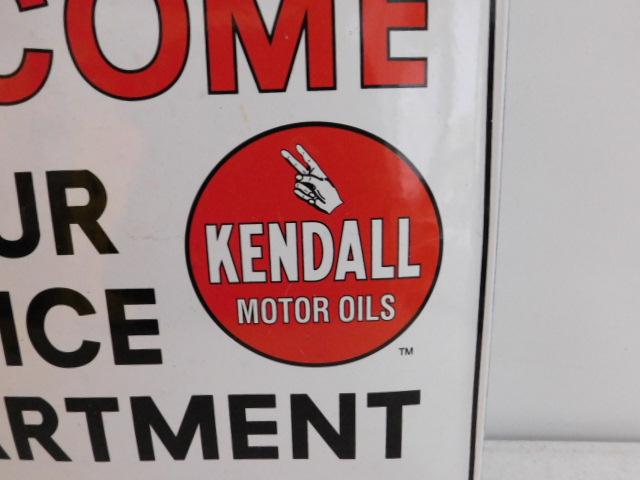 COME
UR
ICE
ARTMENT
KENDALL
MOTOR OILS
TM